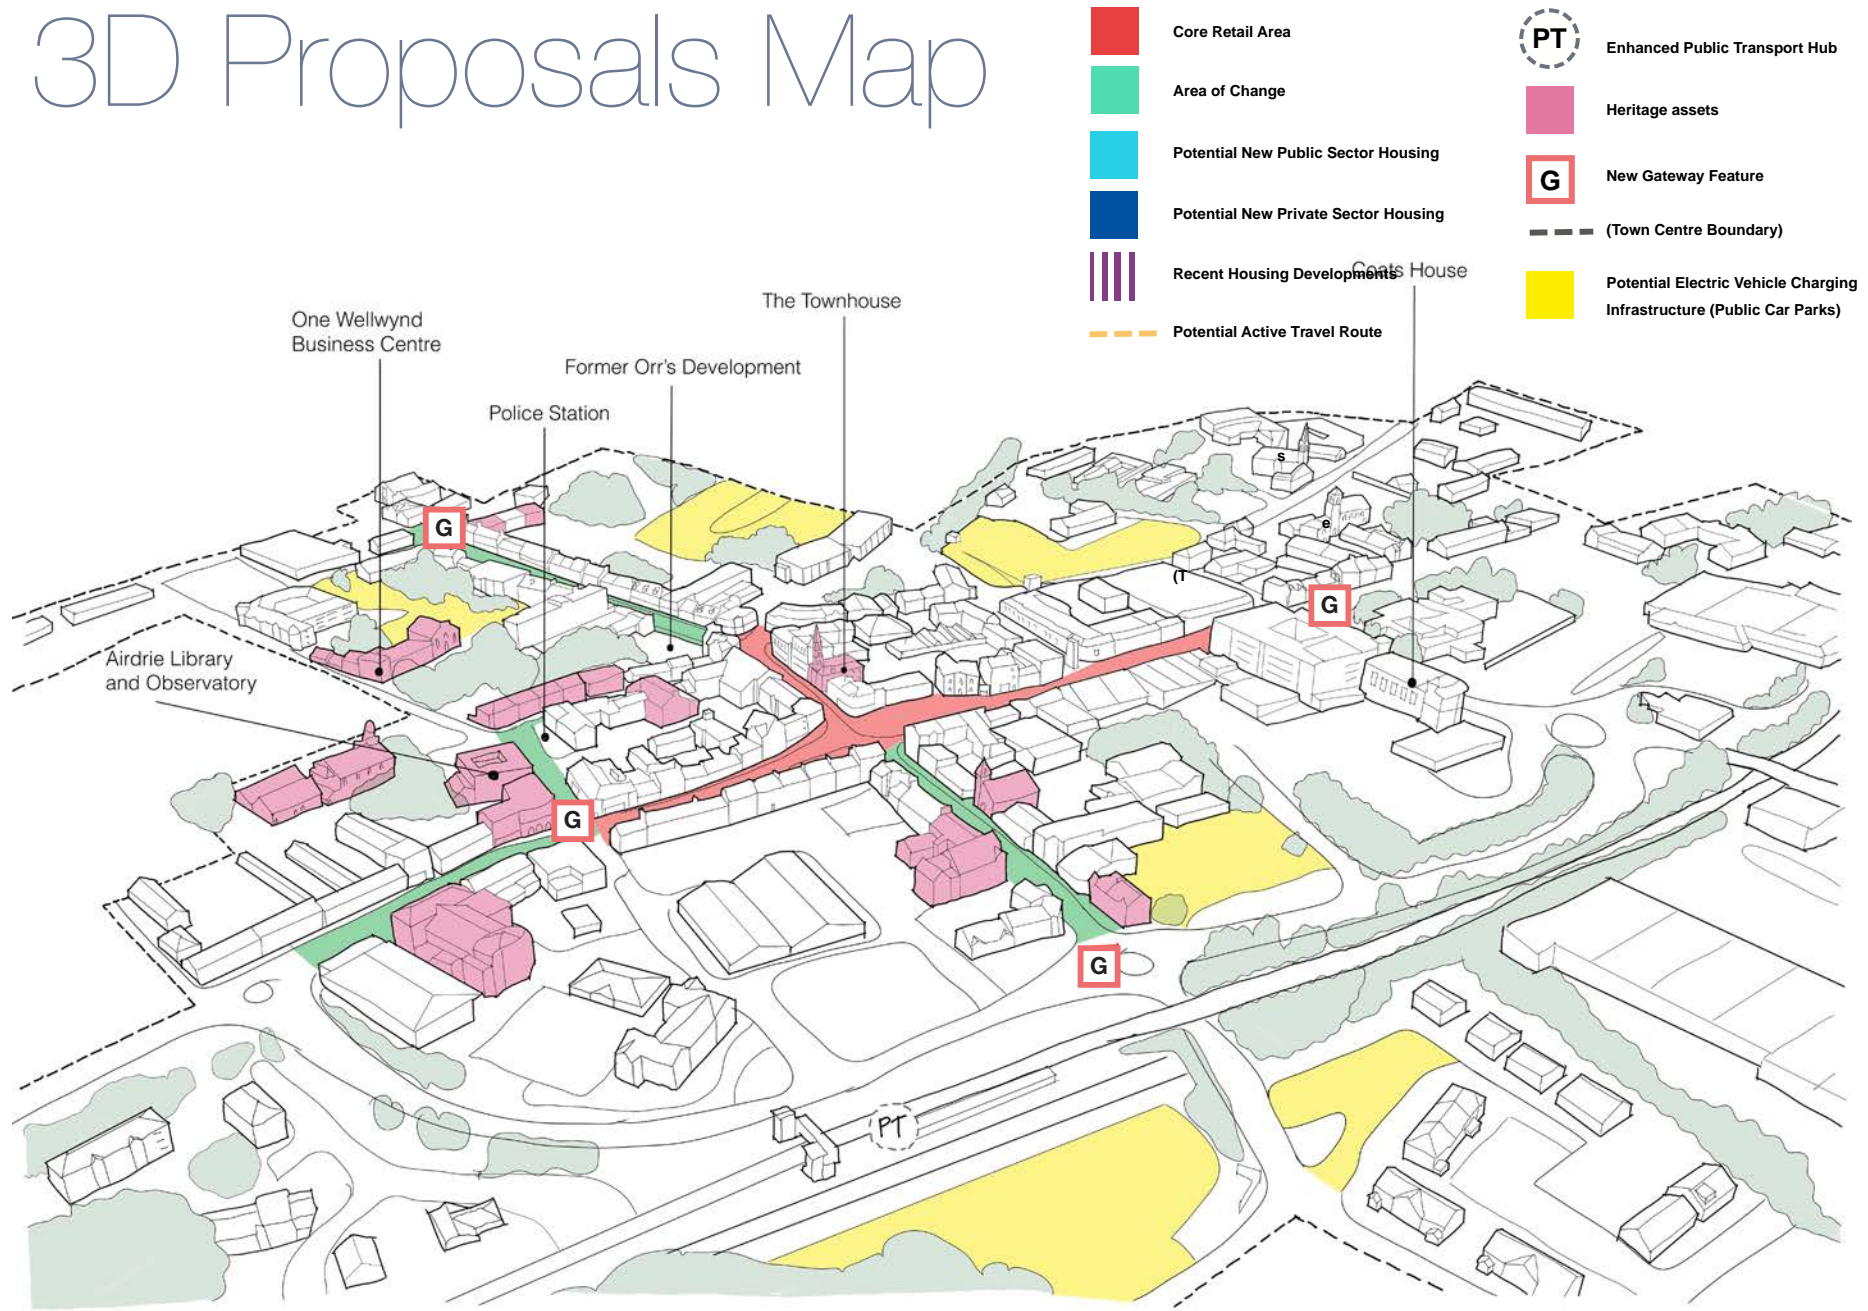 3D Proposals Map
Core Retail Area
Area of Change
Potential New Public Sector Housing
Potential New Private Sector Housing
Recent Housing Developments
Potential Active Travel Route
PT
Enhanced Public Transport Hub
Heritage assets
G
New Gateway Feature
(Town Centre Boundary)
Potential Electric Vehicle Charging
Infrastructure (Public Car Parks)
Coats House
The Townhouse
One Wellwynd
Business Centre
Former Orr's Development
Police Station
Airdrie Library
and Observatory
s
e
(T
G
G
G
G
PT